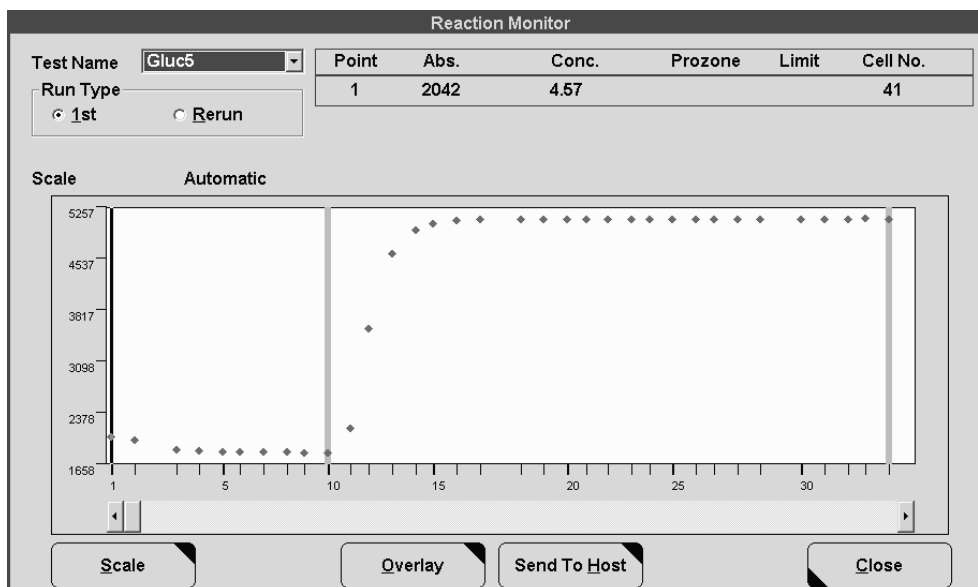 Reaction Monitor
Test Name Gluc5
Point Abs. Conc. Prozone Limit Cell No.
1 2042 4.57 41
Run Type
1st Rerun
Scale Automatic
5257
4537
3817
3098
2378
1658
1 5 10 15 20 25 30
Scale Overlay Send To Host Close